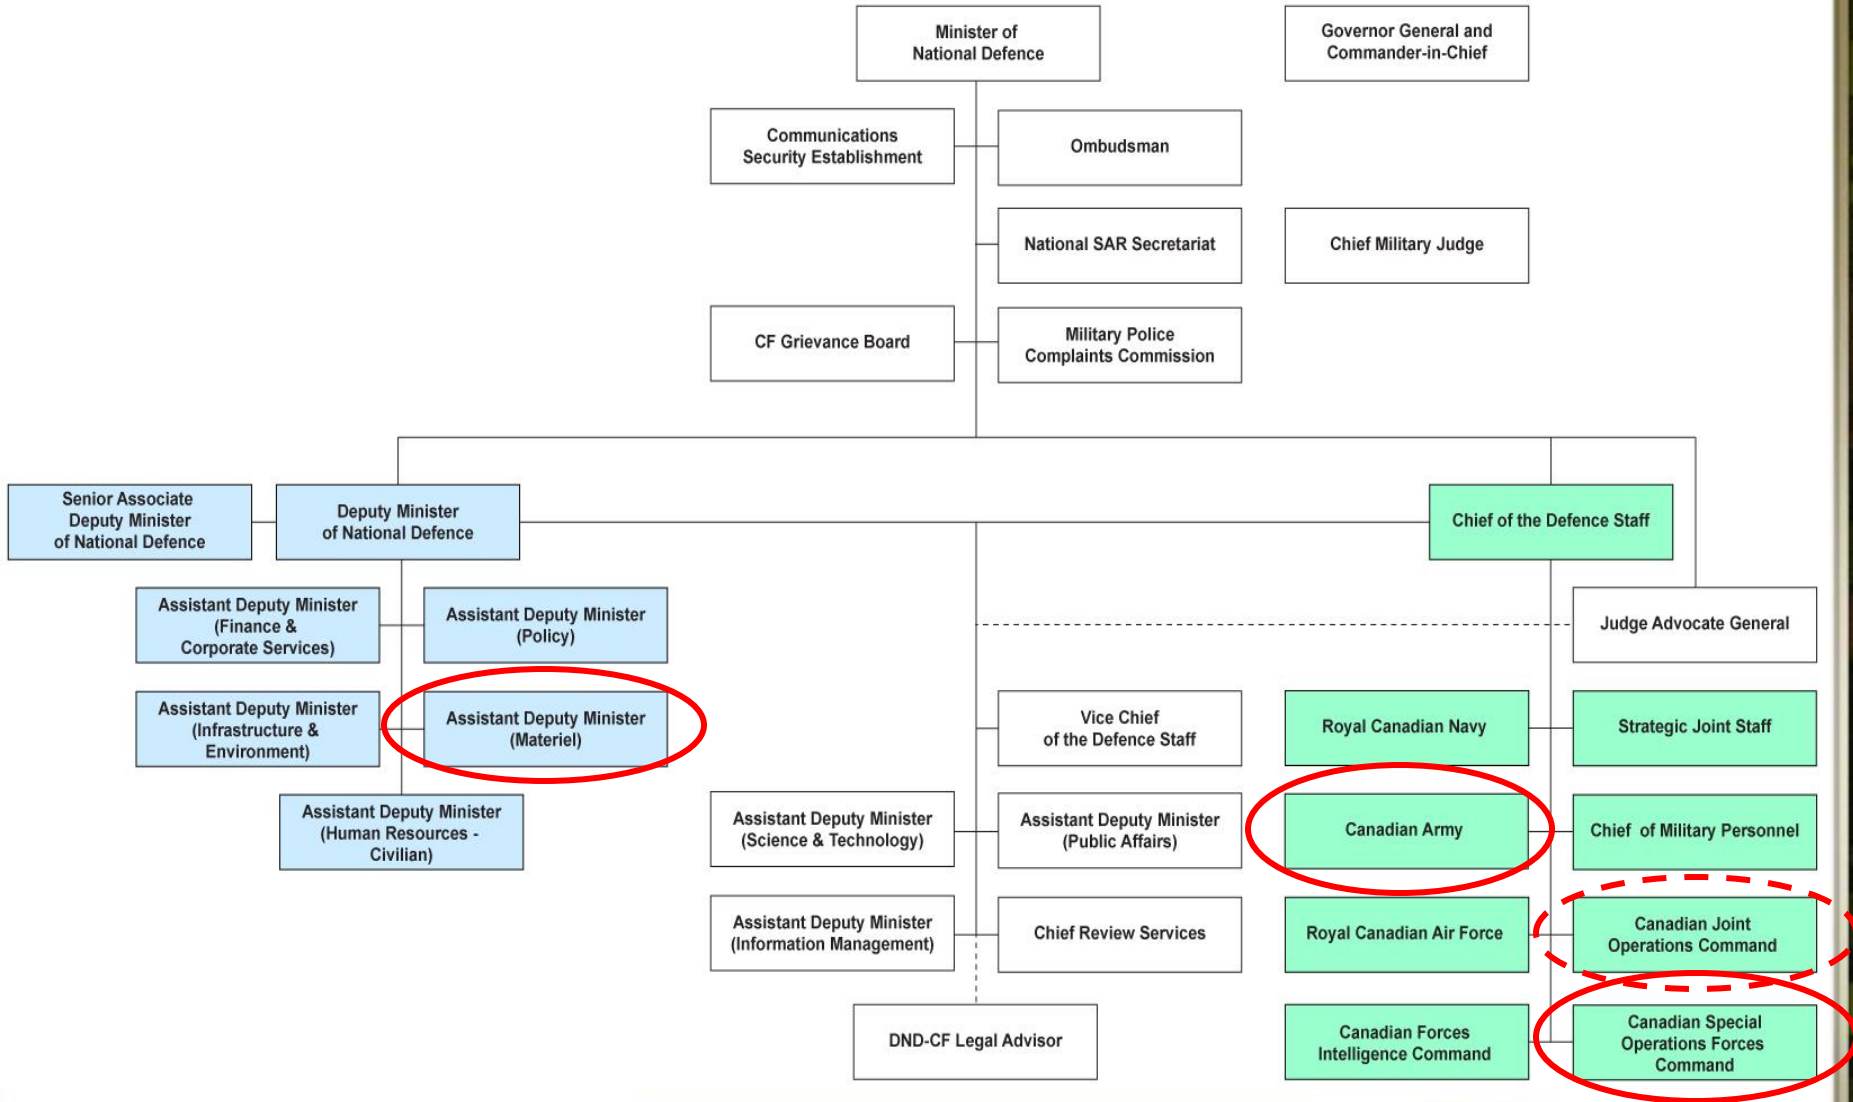 Minister of
National Defence
Governor General and
Commander-in-Chief
Communications
Security Establishment
Ombudsman
National SAR Secretariat
Chief Military Judge
CF Grievance Board
Military Police
Complaints Commission
Senior Associate
Deputy Minister
of National Defence
Deputy Minister
of National Defence
Chief of the Defence Staff
Assistant Deputy Minister
(Finance &
Corporate Services)
Assistant Deputy Minister
(Policy)
Judge Advocate General
Assistant Deputy Minister
(Infrastructure &
Environment)
Assistant Deputy Minister
(Materiel)
Vice Chief
of the Defence Staff
Royal Canadian Navy
Strategic Joint Staff
Assistant Deputy Minister
(Human Resources -
Civilian)
Assistant Deputy Minister
(Science & Technology)
Assistant Deputy Minister
(Public Affairs)
Canadian Army
Chief of Military Personnel
Assistant Deputy Minister
(Information Management)
Chief Review Services
Royal Canadian Air Force
Canadian Joint
Operations Command
DND-CF Legal Advisor
Canadian Forces
Intelligence Command
Canadian Special
Operations Forces
Command